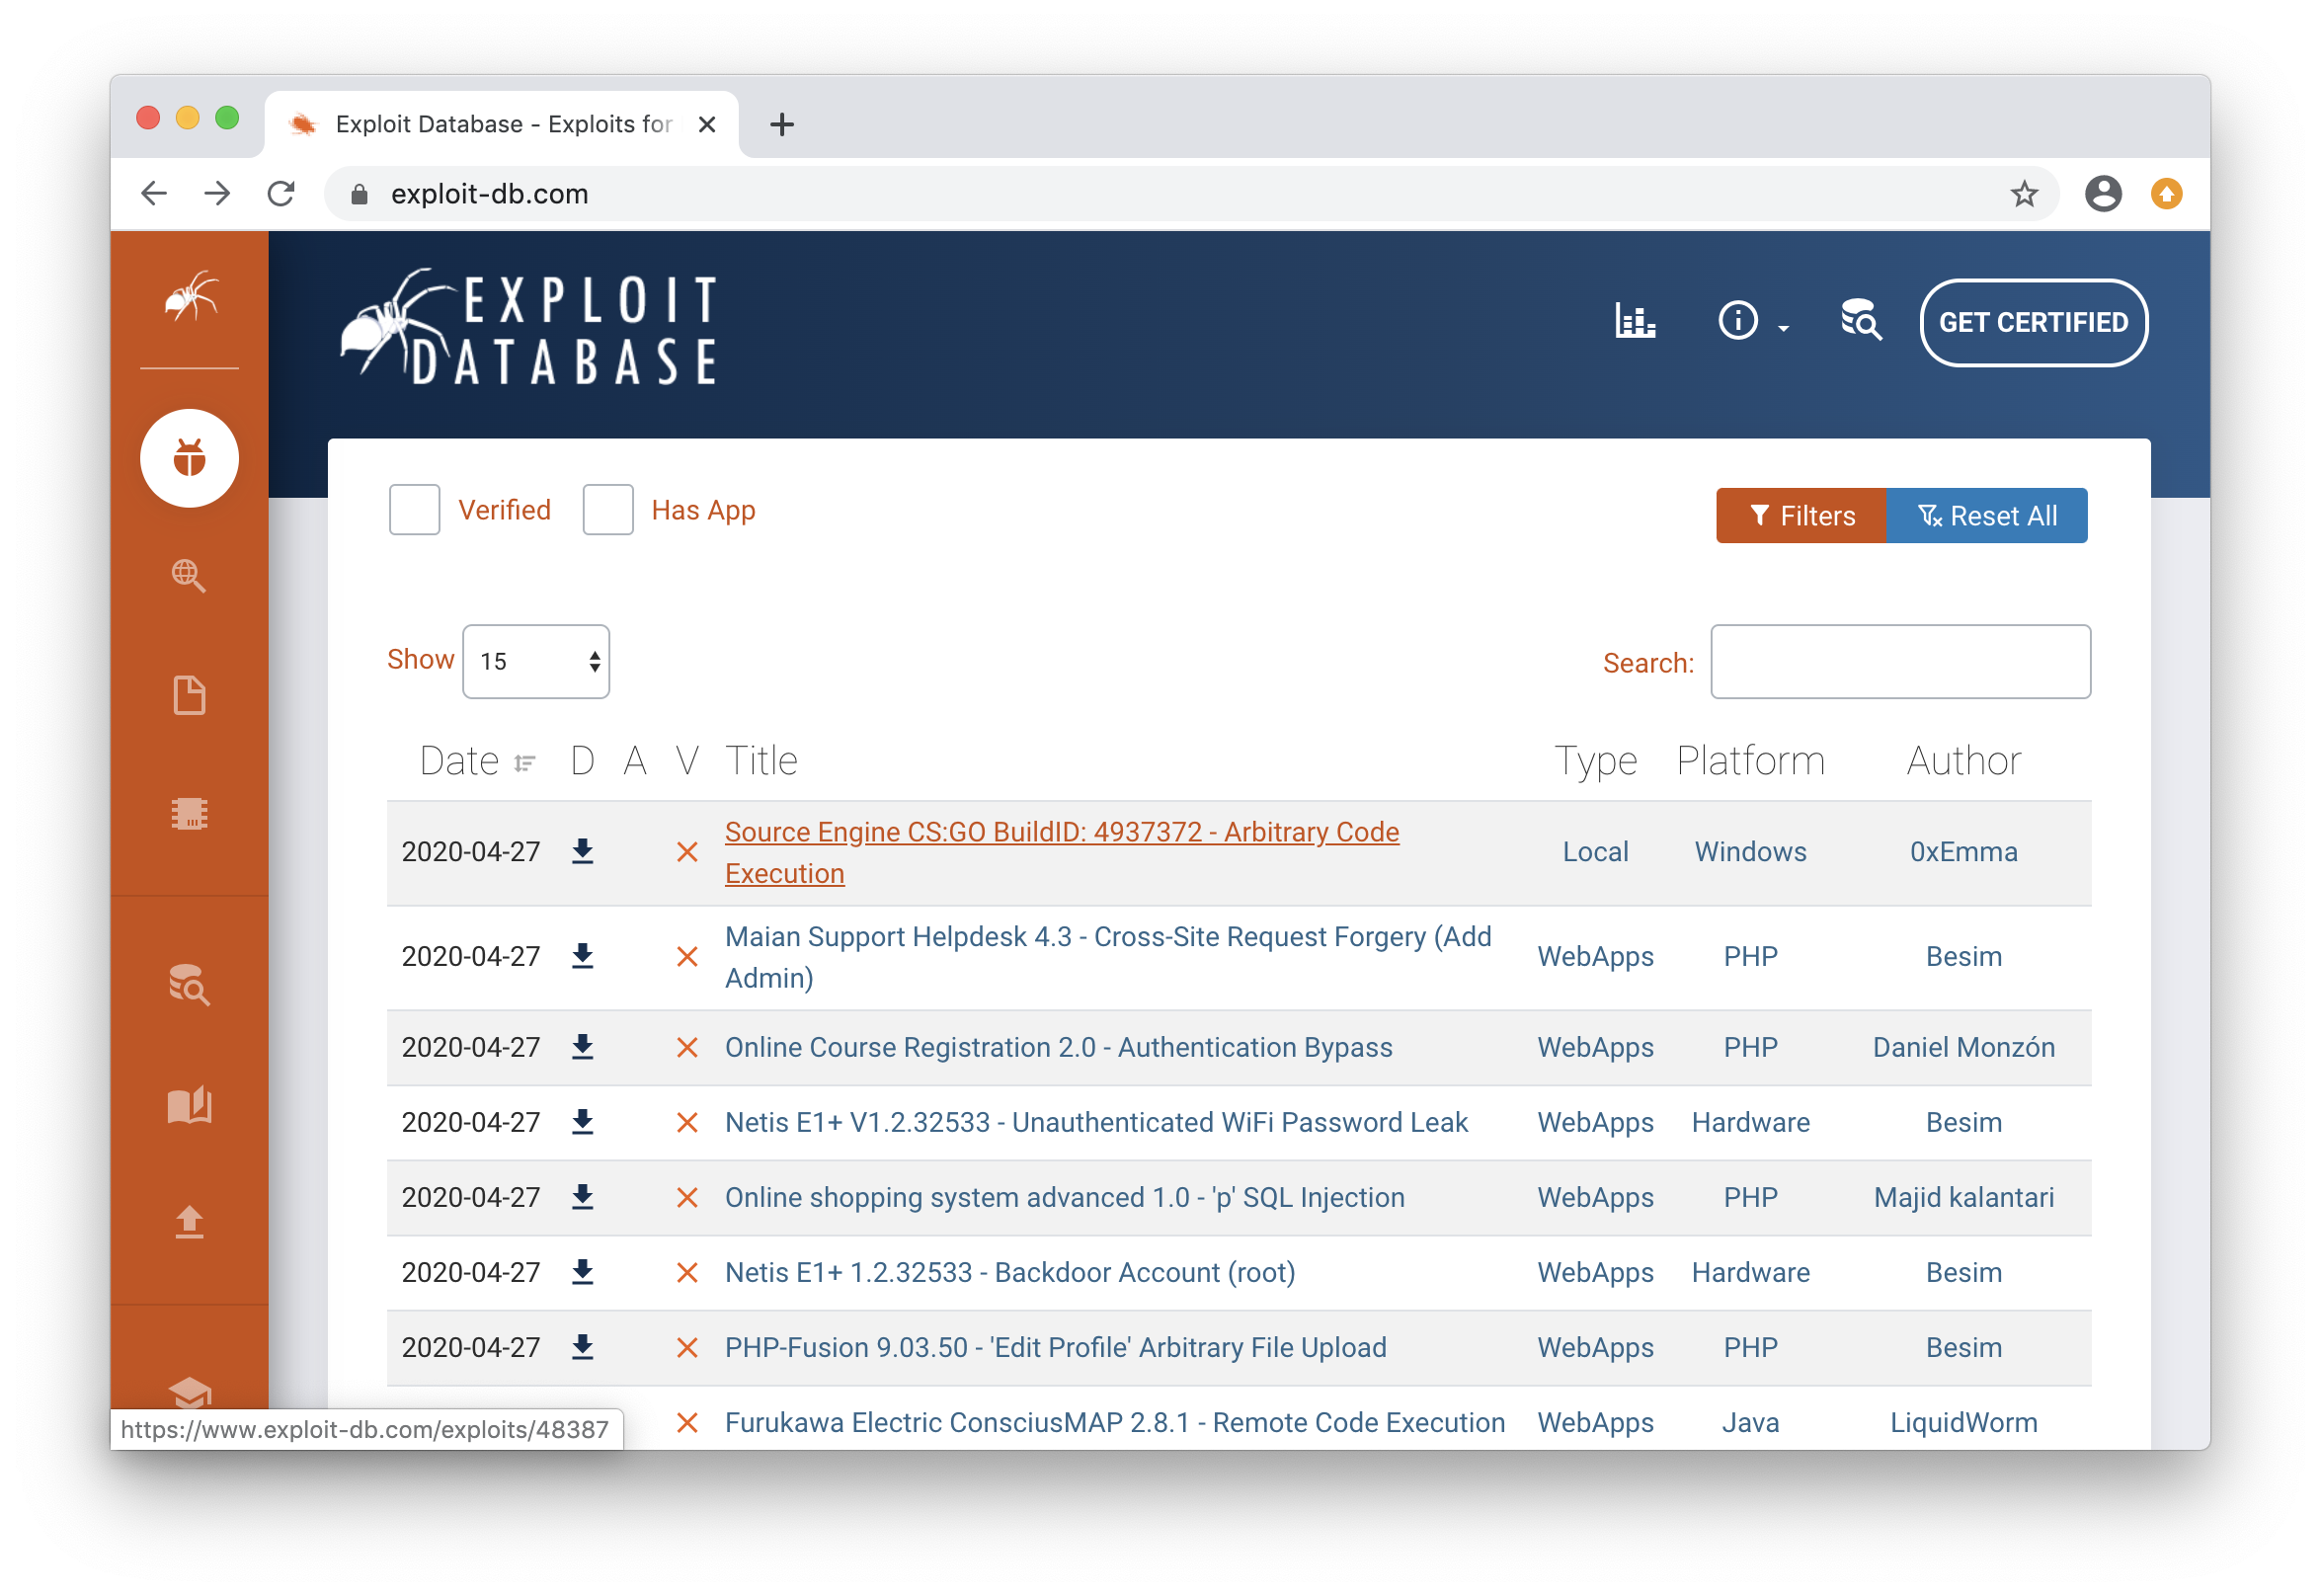 Exploit Database - Exploits for
exploit-db.com
EXPLOIT
DATABASE
GET CERTIFIED
Verified Has App Filters Reset All
Show 15 Search:
Date D A V Title Type Platform Author
2020-04-27 Source Engine CS:GO BuildID: 4937372 - Arbitrary Code
Execution Local Windows 0xEmma
2020-04-27 Maian Support Helpdesk 4.3 - Cross-Site Request Forgery (Add
Admin) WebApps PHP Besim
2020-04-27 Online Course Registration 2.0 - Authentication Bypass WebApps PHP Daniel Monzón
2020-04-27 Netis E1+ V1.2.32533 - Unauthenticated WiFi Password Leak WebApps Hardware Besim
2020-04-27 Online shopping system advanced 1.0 - 'p' SQL Injection WebApps PHP Majid kalantari
2020-04-27 Netis E1+ 1.2.32533 - Backdoor Account (root) WebApps Hardware Besim
2020-04-27 PHP-Fusion 9.03.50 - 'Edit Profile' Arbitrary File Upload WebApps PHP Besim
Furukawa Electric ConsciusMAP 2.8.1 - Remote Code Execution WebApps Java LiquidWorm
https://www.exploit-db.com/exploits/48387